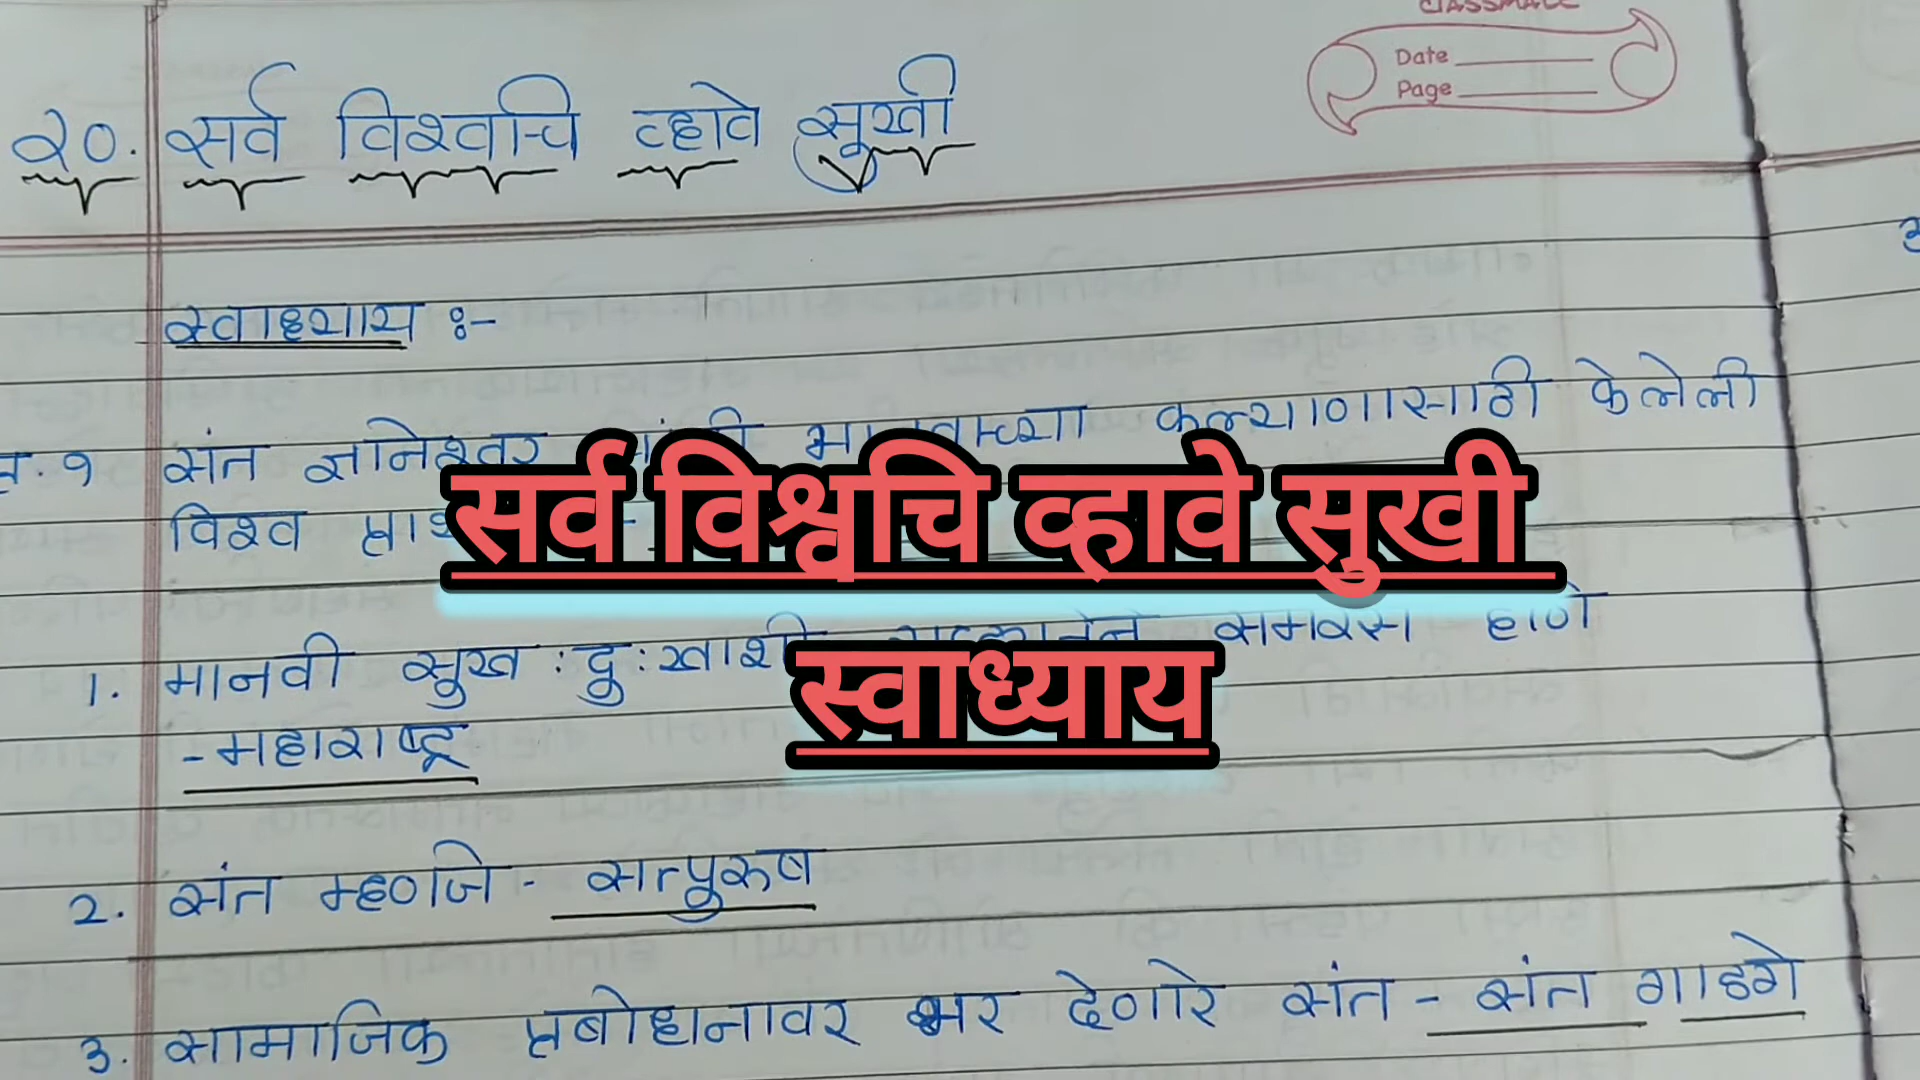 CLASSMATE
Date
Page
२०. सर्व विश्वचि व्हावे सुखी
स्वाध्याय :-
१ संत ज्ञानेश्वर कल्याणासाठी केलेली
विश्व
सर्व विश्वचि व्हावे सुखी
1. मानवी सुख:दु:खाशी समरस होणे
स्वाध्याय
- महाराष्ट्र
2. संत म्हणजे - सत्पुरुष
3. सामाजिक प्रबोधनावर भर देणारे संत - संत गाडगे